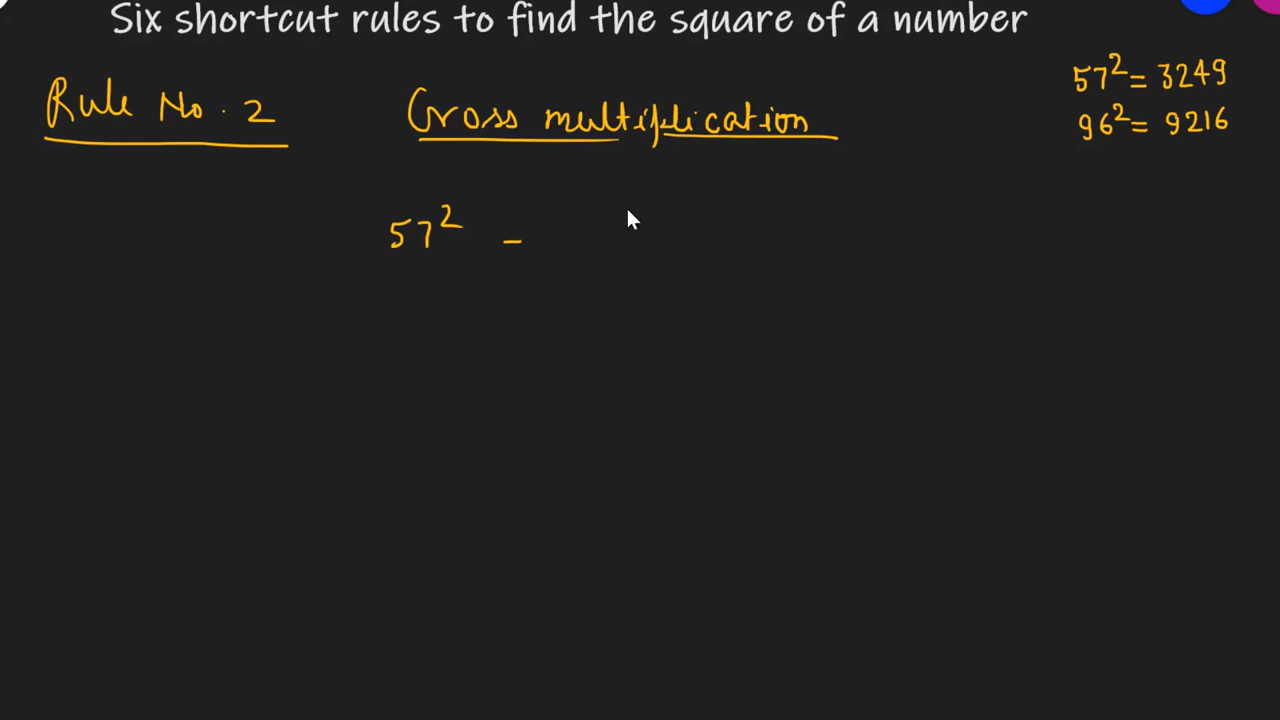 Six shortcut rules to find the square of a number
Rule No. 2 Cross multiplication
57² = 3249
96² = 9216
57² -